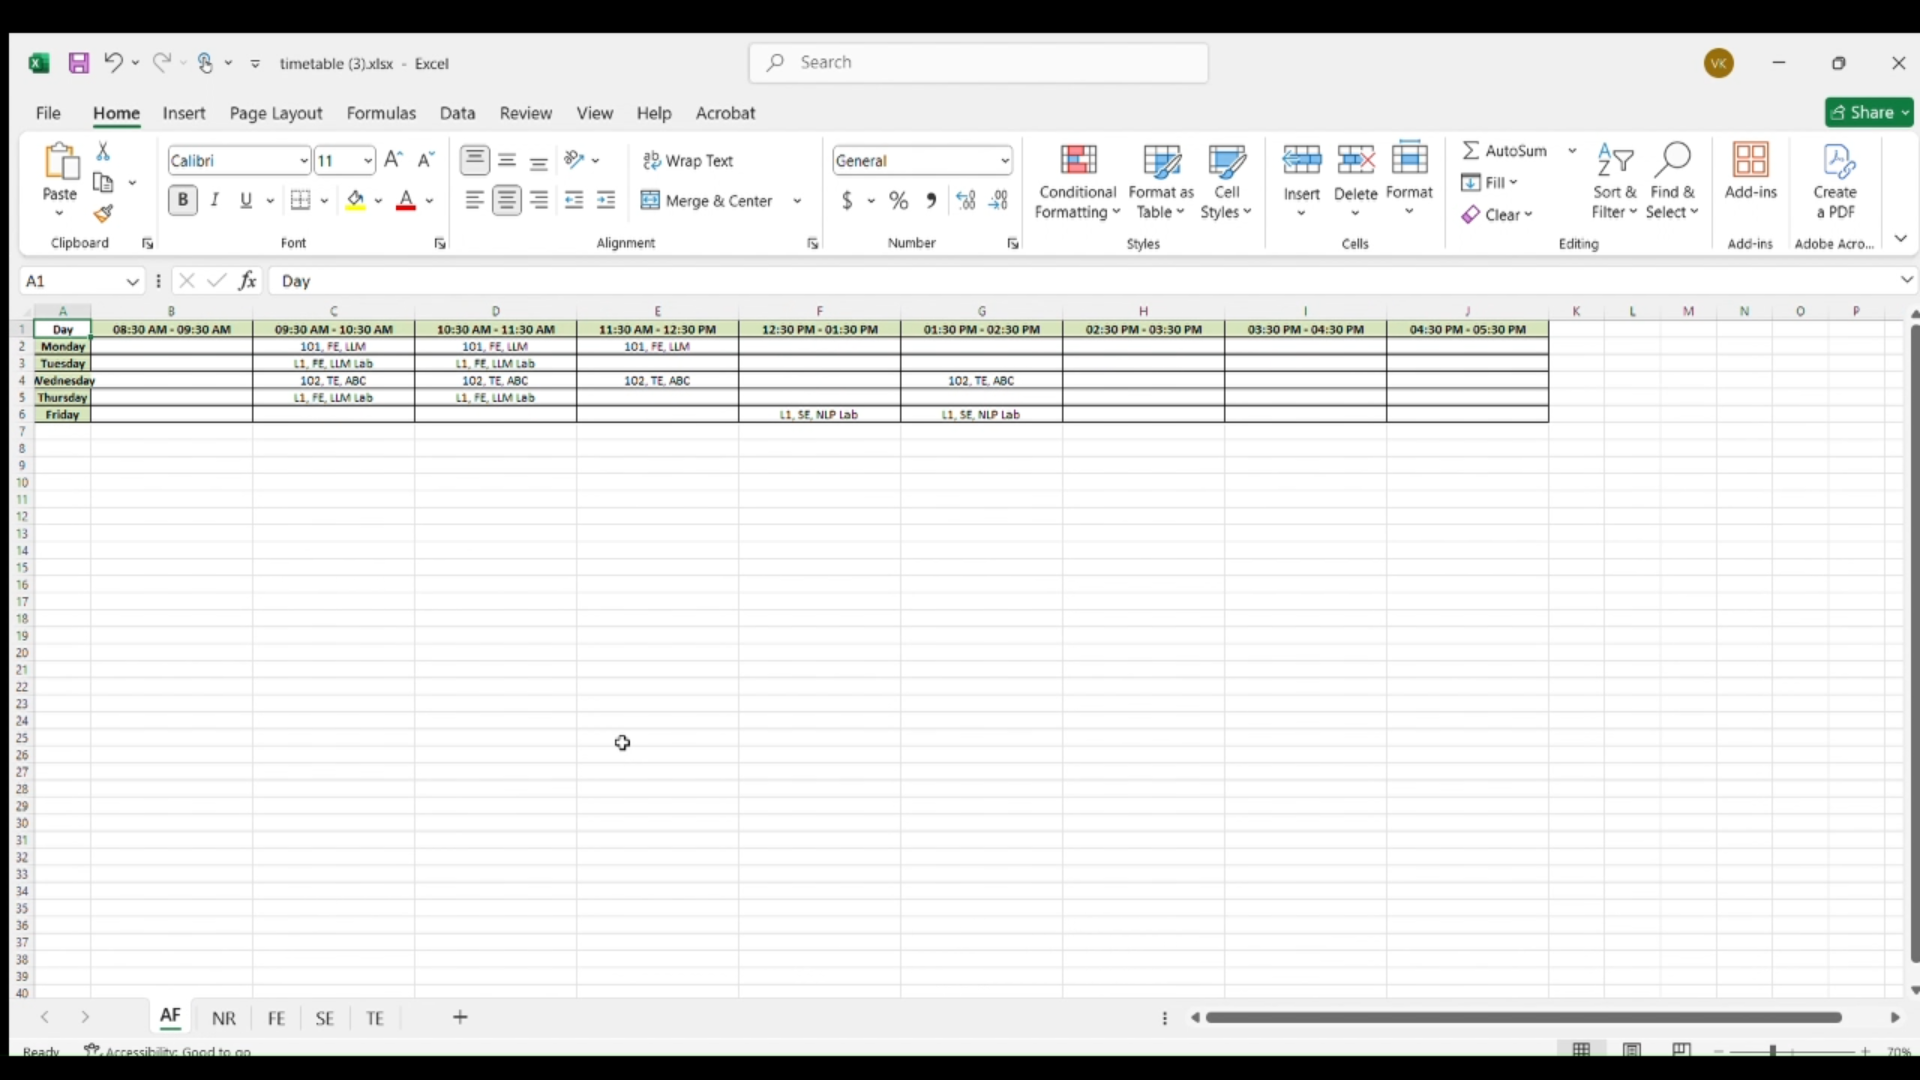 timetable (3).xlsx - Excel
Search
VK
File Home Insert Page Layout Formulas Data Review View Help Acrobat
Share
Paste
Calibri 11
Wrap Text
Merge & Center
General
Conditional Formatting
Format as Table
Cell Styles
Insert
Delete
Format
AutoSum
Fill
Clear
Sort & Filter
Find & Select
Add-ins
Create a PDF
Clipboard Font Alignment Number Styles Cells Editing Add-ins Adobe Acro...
A1 fx Day
A B C D E F G H I J K L M N O P
1 Day 08:30 AM - 09:30 AM 09:30 AM - 10:30 AM 10:30 AM - 11:30 AM 11:30 AM - 12:30 PM 12:30 PM - 01:30 PM 01:30 PM - 02:30 PM 02:30 PM - 03:30 PM 03:30 PM - 04:30 PM 04:30 PM - 05:30 PM
2 Monday 101, FE, LLM 101, FE, LLM 101, FE, LLM
3 Tuesday L1, FE, LLM Lab L1, FE, LLM Lab
4 Wednesday 102, TE, ABC 102, TE, ABC 102, TE, ABC 102, TE, ABC
5 Thursday L1, FE, LLM Lab L1, FE, LLM Lab
6 Friday L1, SE, NLP Lab L1, SE, NLP Lab
7
8
9
10
11
12
13
14
15
16
17
18
19
20
21
22
23
24
25
26
27
28
29
30
31
32
33
34
35
36
37
38
39
40
AF NR FE SE TE
Ready Accessibility: Good to go 70%